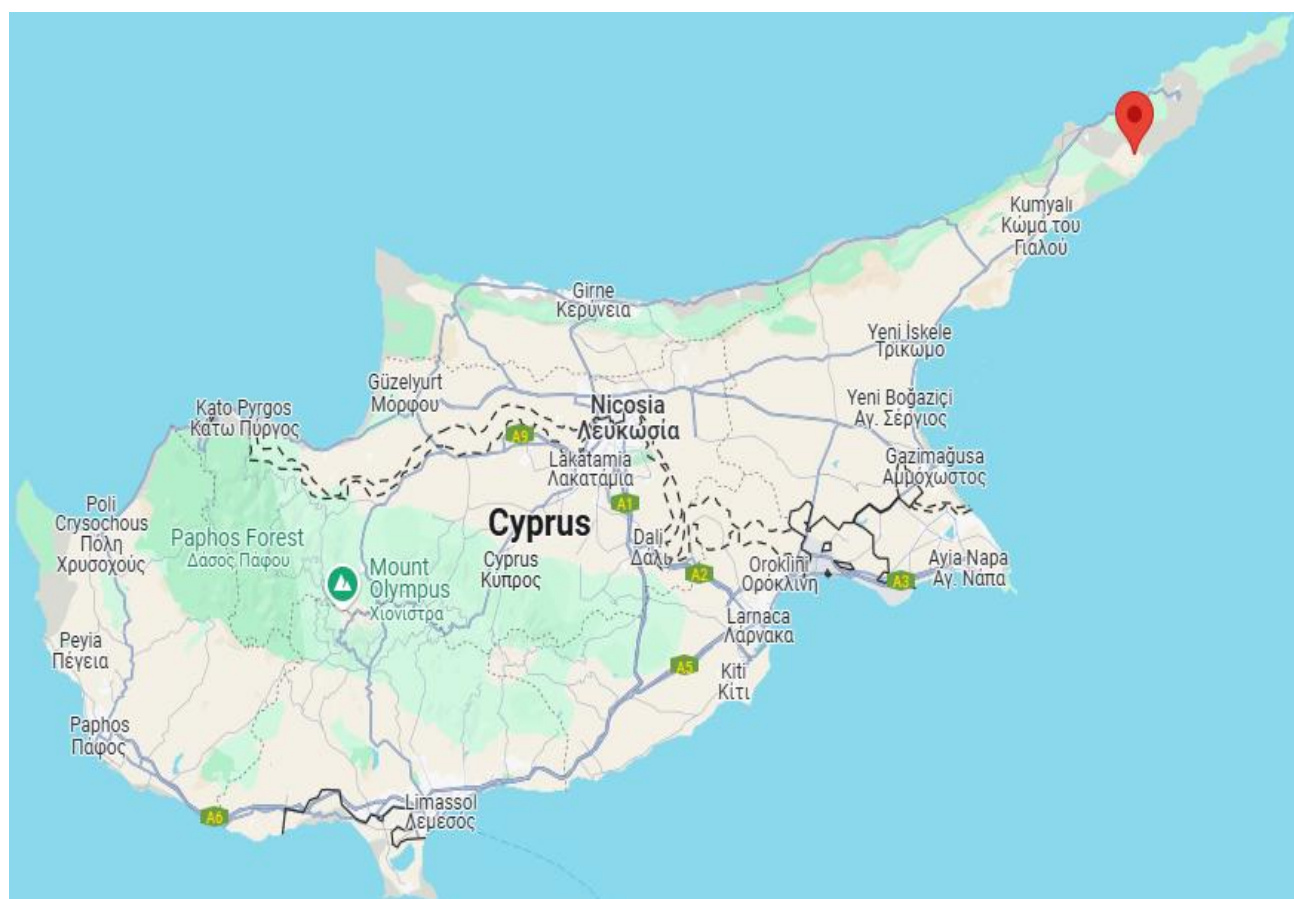 Kumyalı
Κώμα του
Γιαλού
Girne
Κερύνεια
Yeni İskele
Τρίκωμο
Güzelyurt
Μόρφου
Yeni Boğaziçi
Αγ. Σέργιος
Kato Pyrgos
Κάτω Πύργος
Nicosia
Λευκωσία
A9
Lakatamia
Λακατάμια
Gazimağusa
Αμμόχωστος
A1
Poli
Crysochous
Πόλη
Χρυσοχούς
Cyprus
Paphos Forest
Δασος Παφου
Dali
Δάλι
Cyprus
Κύπρος
Mount
Olympus
Χιονίστρα
A2
Oroklini
Ορόκλινη
A3
Ayia Napa
Αγ. Νάπα
Larnaca
Λάρνακα
Peyia
Πέγεια
A5
Kiti
Κίτι
Paphos
Πάφος
A6
Limassol
Λεμεσός